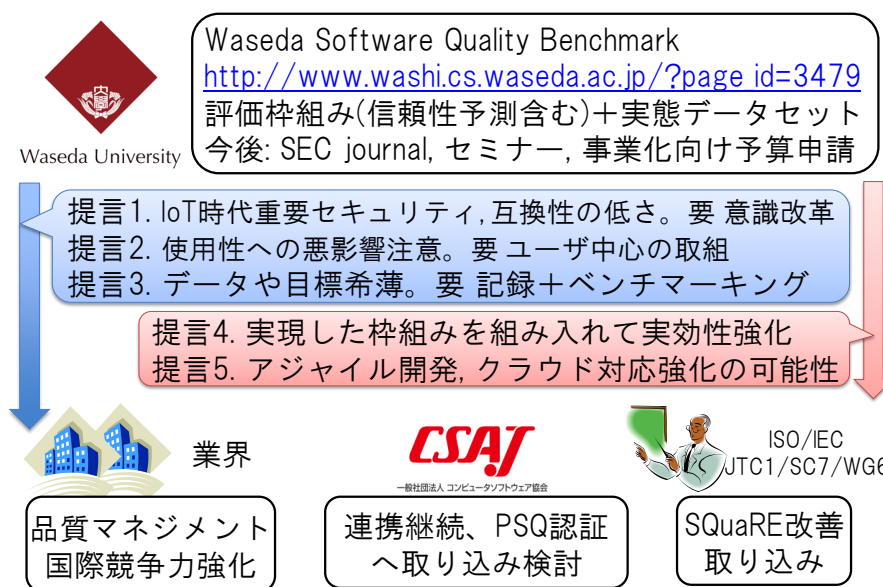 Waseda Software Quality Benchmark
http://www.washi.cs.waseda.ac.jp/?page id=3479
評価枠組み(信頼性予測含む)＋実態データセット
今後: SEC journal, セミナー, 事業化向け予算申請
Waseda University
提言1. IoT時代重要セキュリティ, 互換性の低さ。要 意識改革
提言2. 使用性への悪影響注意。要 ユーザ中心の取組
提言3. データや目標希薄。要 記録＋ベンチマーキング
提言4. 実現した枠組みを組み入れて実効性強化
提言5. アジャイル開発, クラウド対応強化の可能性
業界
CSAJ
一般社団法人 コンピュータソフトウェア協会
ISO/IEC
JTC1/SC7/WG6
品質マネジメント
国際競争力強化
連携継続、PSQ認証
へ取り込み検討
SQuaRE改善
取り込み